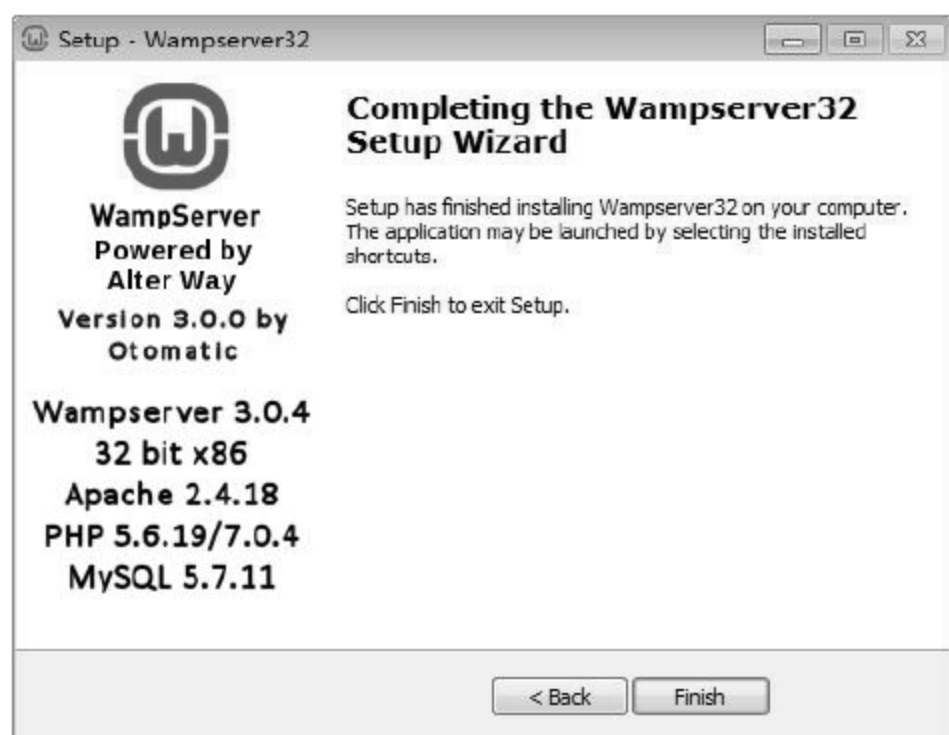 Setup - Wampserver32
WampServer
Powered by
Alter Way
Version 3.0.0 by
Otomatic
Wampserver 3.0.4
32 bit x86
Apache 2.4.18
PHP 5.6.19/7.0.4
MySQL 5.7.11
Completing the Wampserver32
Setup Wizard
Setup has finished installing Wampserver32 on your computer.
The application may be launched by selecting the installed
shortcuts.
Click Finish to exit Setup.
< Back
Finish